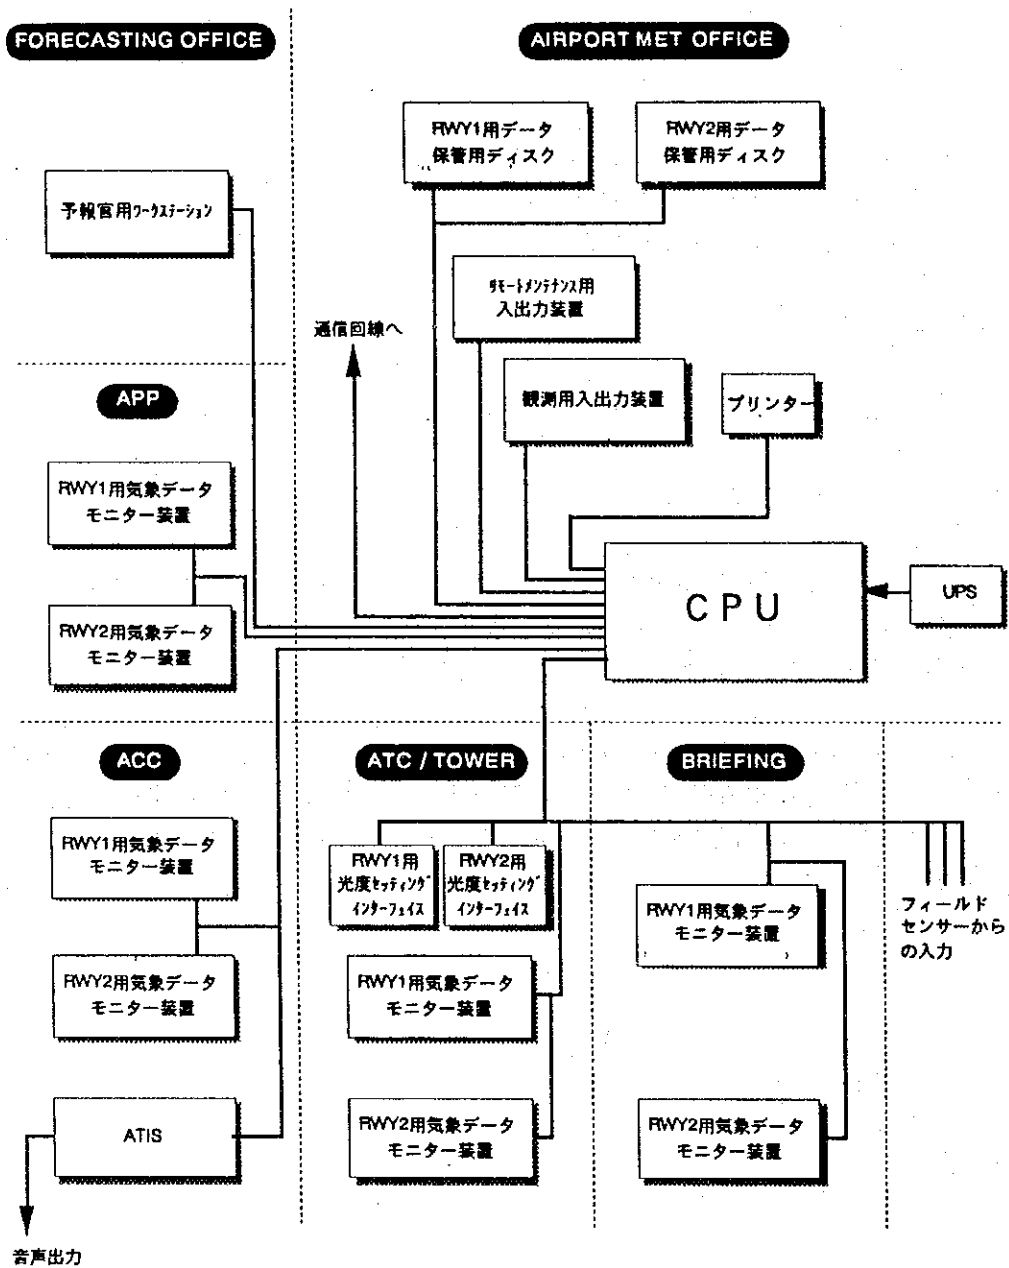 FORECASTING OFFICE
AIRPORT MET OFFICE
RWY1用データ
保管用ディスク
RWY2用データ
保管用ディスク
予報官用ワークステーション
リモートメンテナンス用
入出力装置
通信回線へ
観測用入出力装置
プリンター
APP
RWY1用気象データ
モニター装置
RWY2用気象データ
モニター装置
CPU
UPS
ACC
RWY1用気象データ
モニター装置
RWY2用気象データ
モニター装置
ATIS
音声出力
ATC / TOWER
RWY1用
光度セッティング
インターフェイス
RWY2用
光度セッティング
インターフェイス
RWY1用気象データ
モニター装置
RWY2用気象データ
モニター装置
BRIEFING
RWY1用気象データ
モニター装置
RWY2用気象データ
モニター装置
フィールド
センサーから
の入力